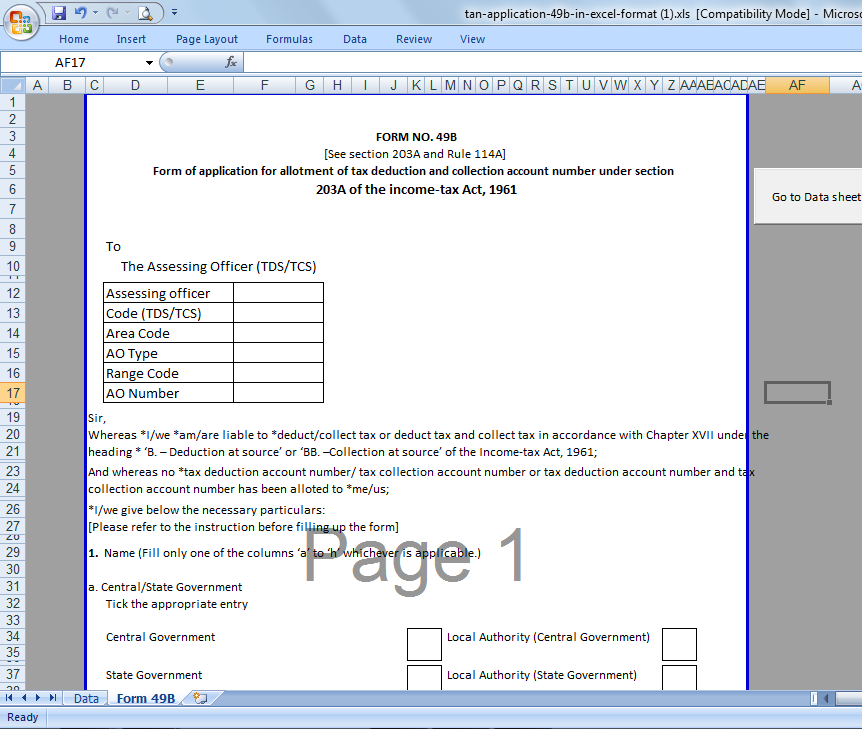 tan-application-49b-in-excel-format (1).xls [Compatibility Mode] - Microso
Home Insert Page Layout Formulas Data Review View
AF17 fx
A B C D E F G H I J K L M N O P Q R S T U V W X Y Z AA AB AC AD AE AF
1
2
3 FORM NO. 49B
4 [See section 203A and Rule 114A]
5 Form of application for allotment of tax deduction and collection account number under section
6 203A of the income-tax Act, 1961
7 Go to Data sheet
8
9 To
10 The Assessing Officer (TDS/TCS)
12 Assessing officer
13 Code (TDS/TCS)
14 Area Code
15 AO Type
16 Range Code
17 AO Number
19 Sir,
20 Whereas *I/we *am/are liable to *deduct/collect tax or deduct tax and collect tax in accordance with Chapter XVII under the
21 heading * ‘B. – Deduction at source’ or ‘BB. –Collection at source’ of the Income-tax Act, 1961;
23 And whereas no *tax deduction account number/ tax collection account number or tax deduction account number and tax
24 collection account number has been alloted to *me/us;
26 *I/we give below the necessary particulars:
27 [Please refer to the instruction before filling up the form]
Page 1
29 1. Name (Fill only one of the columns ‘a’ to ‘h’ whichever is applicable.)
30
31 a. Central/State Government
32 Tick the appropriate entry
33
34 Central Government Local Authority (Central Government)
35
37 State Government Local Authority (State Government)
Data Form 49B
Ready